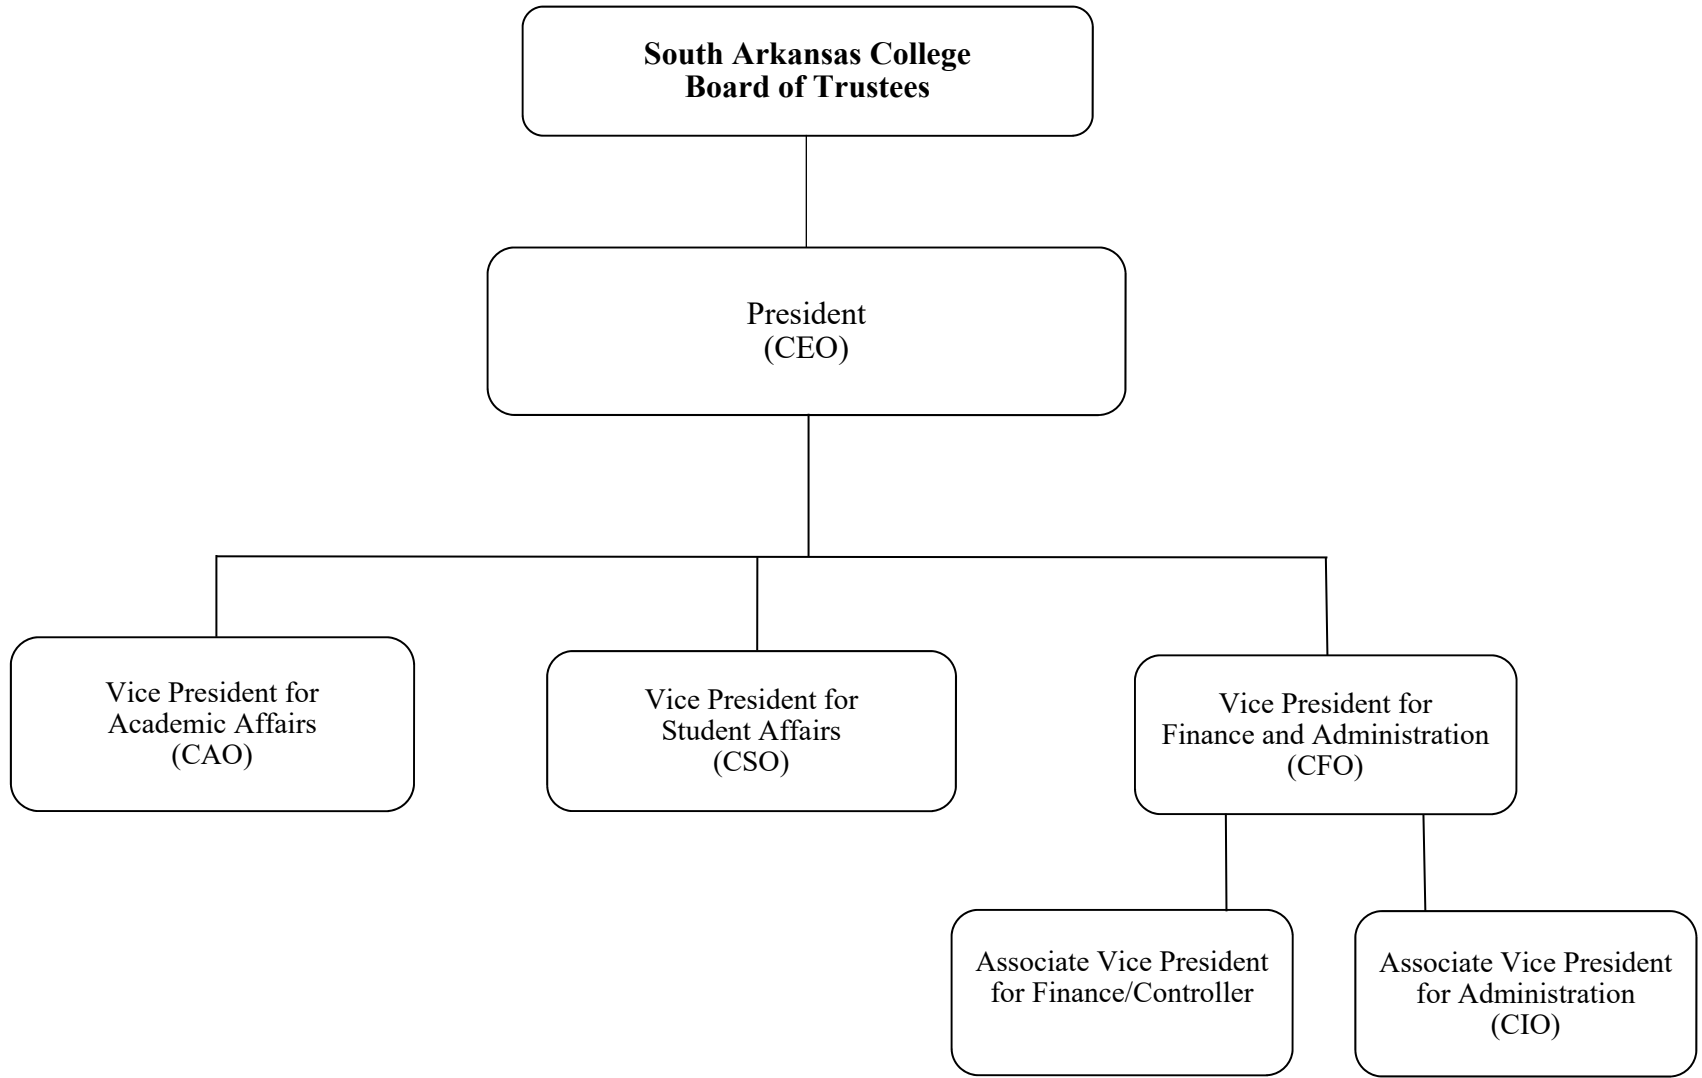 South Arkansas College
Board of Trustees
President
(CEO)
Vice President for
Academic Affairs
(CAO)
Vice President for
Student Affairs
(CSO)
Vice President for
Finance and Administration
(CFO)
Associate Vice President
for Finance/Controller
Associate Vice President
for Administration
(CIO)